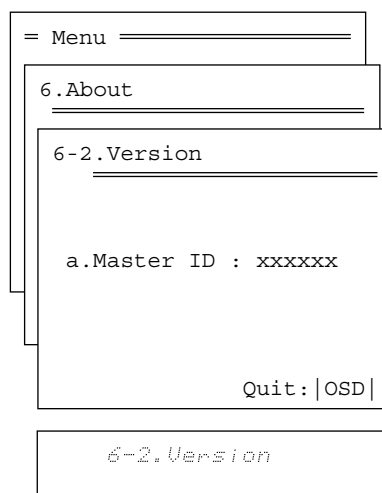 = Menu
6.About
6-2.Version
a.Master ID : xxxxxx
Quit:|OSD|
6-2.Version